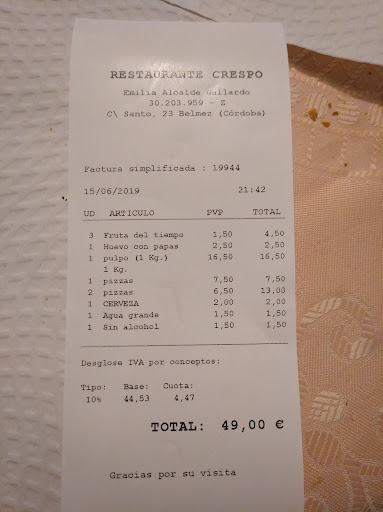 RESTAURANTE CRESPO
Emilia Alcalde Gallardo
30.203.959 - Z
C\ Santo, 23 Belmez (Córdoba)
Factura simplificada : 19944
15/06/2019 21:42
UD ARTICULO PVP TOTAL
3 Fruta del tiempo 1,50 4,50
1 Huevo con papas 2,50 2,50
1 pulpo (1 Kg.) 16,50 16,50
1 Kg.
1 pizzas 7,50 7,50
2 pizzas 6,50 13,00
1 CERVEZA 2,00 2,00
1 Agua grande 1,50 1,50
1 Sin alcohol 1,50 1,50
Desglose IVA por conceptos:
Tipo: Base: Cuota:
10% 44,53 4,47
TOTAL: 49,00 €
Gracias por su visita